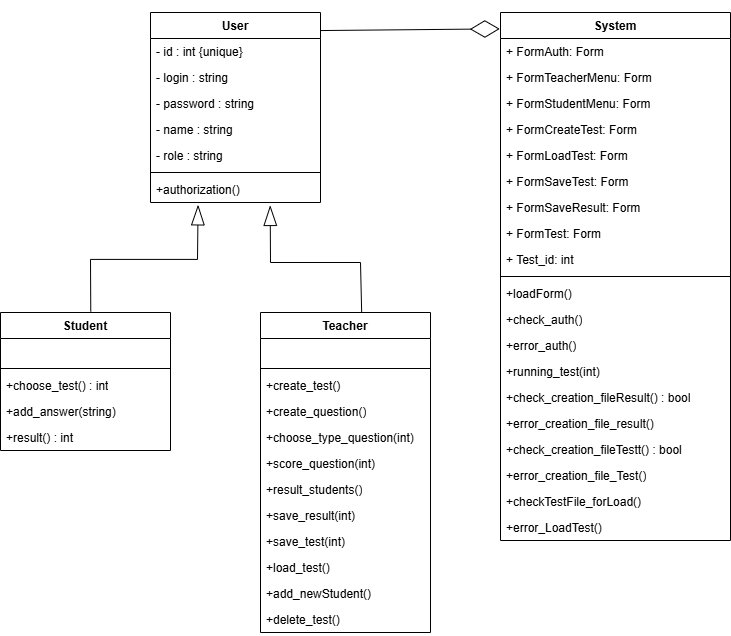 User
- id : int {unique}
- login : string
- password : string
- name : string
- role : string
+authorization()
System
+ FormAuth: Form
+ FormTeacherMenu: Form
+ FormStudentMenu: Form
+ FormCreateTest: Form
+ FormLoadTest: Form
+ FormSaveTest: Form
+ FormSaveResult: Form
+ FormTest: Form
+ Test_id: int
+loadForm()
+check_auth()
+error_auth()
+running_test(int)
+check_creation_fileResult() : bool
+error_creation_file_result()
+check_creation_fileTestt() : bool
+error_creation_file_Test()
+checkTestFile_forLoad()
+error_LoadTest()
Student
+choose_test() : int
+add_answer(string)
+result() : int
Teacher
+create_test()
+create_question()
+choose_type_question(int)
+score_question(int)
+result_students()
+save_result(int)
+save_test(int)
+load_test()
+add_newStudent()
+delete_test()